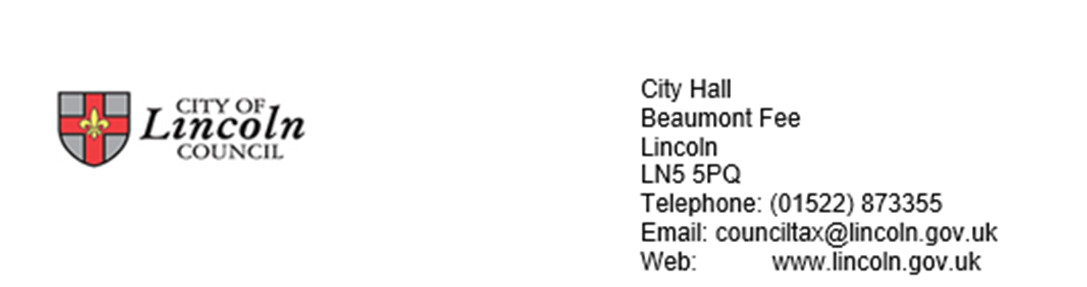 CITY OF
Lincoln
COUNCIL
City Hall
Beaumont Fee
Lincoln
LN5 5PQ
Telephone: (01522) 873355
Email: counciltax@lincoln.gov.uk
Web: www.lincoln.gov.uk